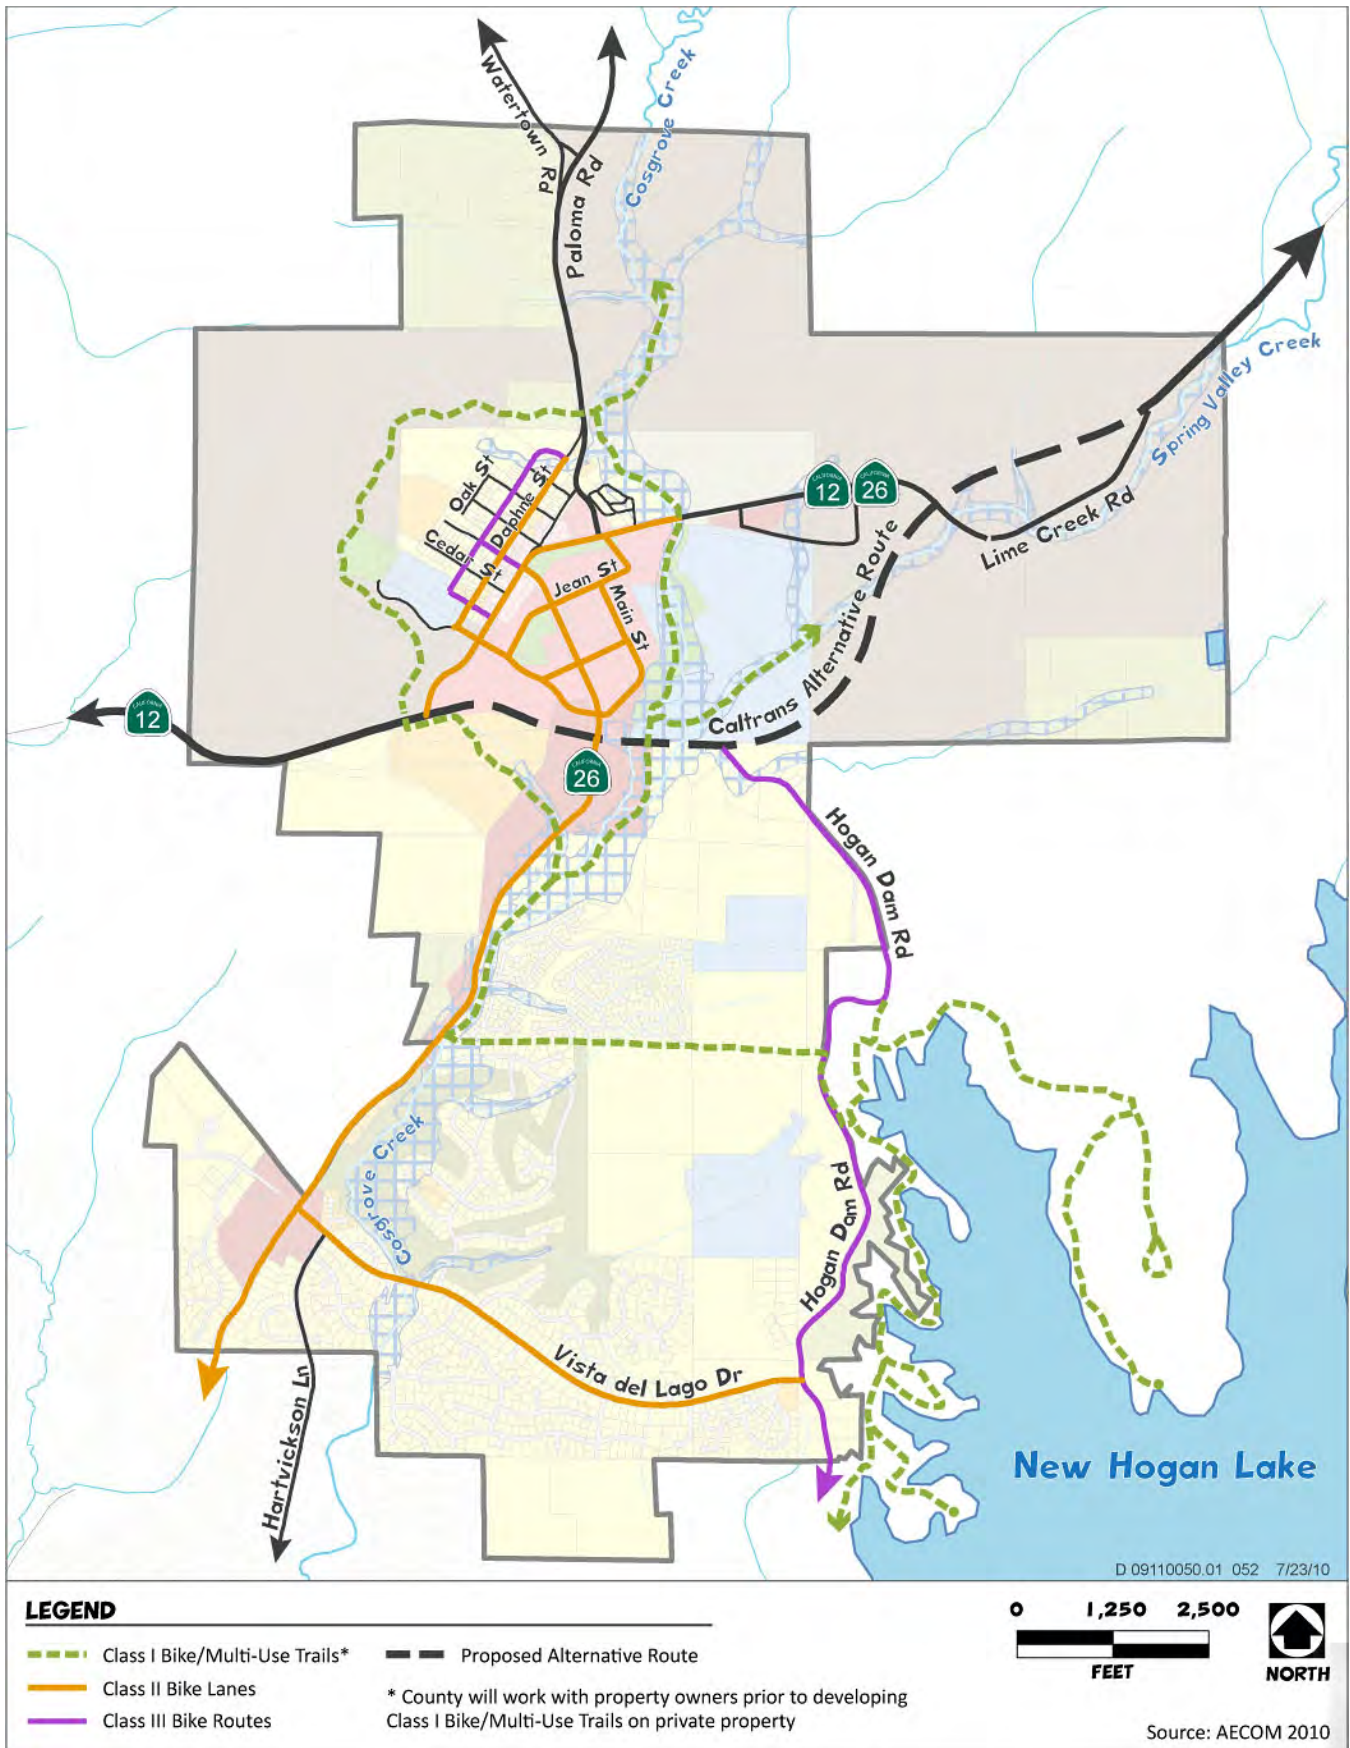 Watertown Rd
Paloma Rd
Cosgrove Creek
Spring Valley Creek
Oak St
Daphne St
Cedar St
CALIFORNIA
12
CALIFORNIA
26
Lime Creek Rd
Jean St
Main St
Caltrans Alternative Route
CALIFORNIA
12
CALIFORNIA
26
Hogan Dam Rd
Cosgrove Creek
Hogan Dam Rd
Vista del Lago Dr
Hartvickson Ln
New Hogan Lake
D 09110050.01 052 7/23/10
LEGEND
Class I Bike/Multi-Use Trails*
Class II Bike Lanes
Class III Bike Routes
Proposed Alternative Route
* County will work with property owners prior to developing
Class I Bike/Multi-Use Trails on private property
0 1,250 2,500
FEET
NORTH
Source: AECOM 2010